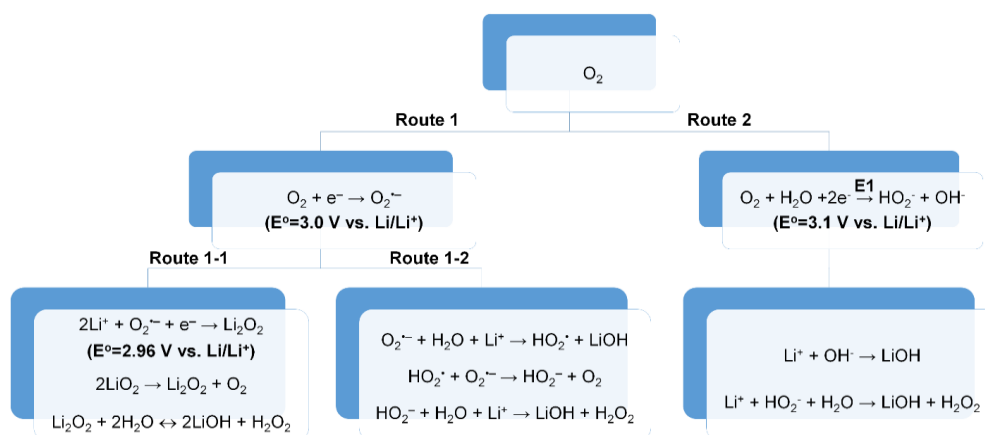 O₂
Route 1
Route 2
O₂ + e⁻ → O₂•⁻
(Eº=3.0 V vs. Li/Li⁺)
E1
O₂ + H₂O +2e⁻ → HO₂⁻ + OH⁻
(Eº=3.1 V vs. Li/Li⁺)
Route 1-1
Route 1-2
2Li⁺ + O₂•⁻ + e⁻ → Li₂O₂
(Eº=2.96 V vs. Li/Li⁺)
2LiO₂ → Li₂O₂ + O₂
Li₂O₂ + 2H₂O ↔ 2LiOH + H₂O₂
O₂•⁻ + H₂O + Li⁺ → HO₂• + LiOH
HO₂• + O₂•⁻ → HO₂⁻ + O₂
HO₂⁻ + H₂O + Li⁺ → LiOH + H₂O₂
Li⁺ + OH⁻ → LiOH
Li⁺ + HO₂⁻ + H₂O → LiOH + H₂O₂